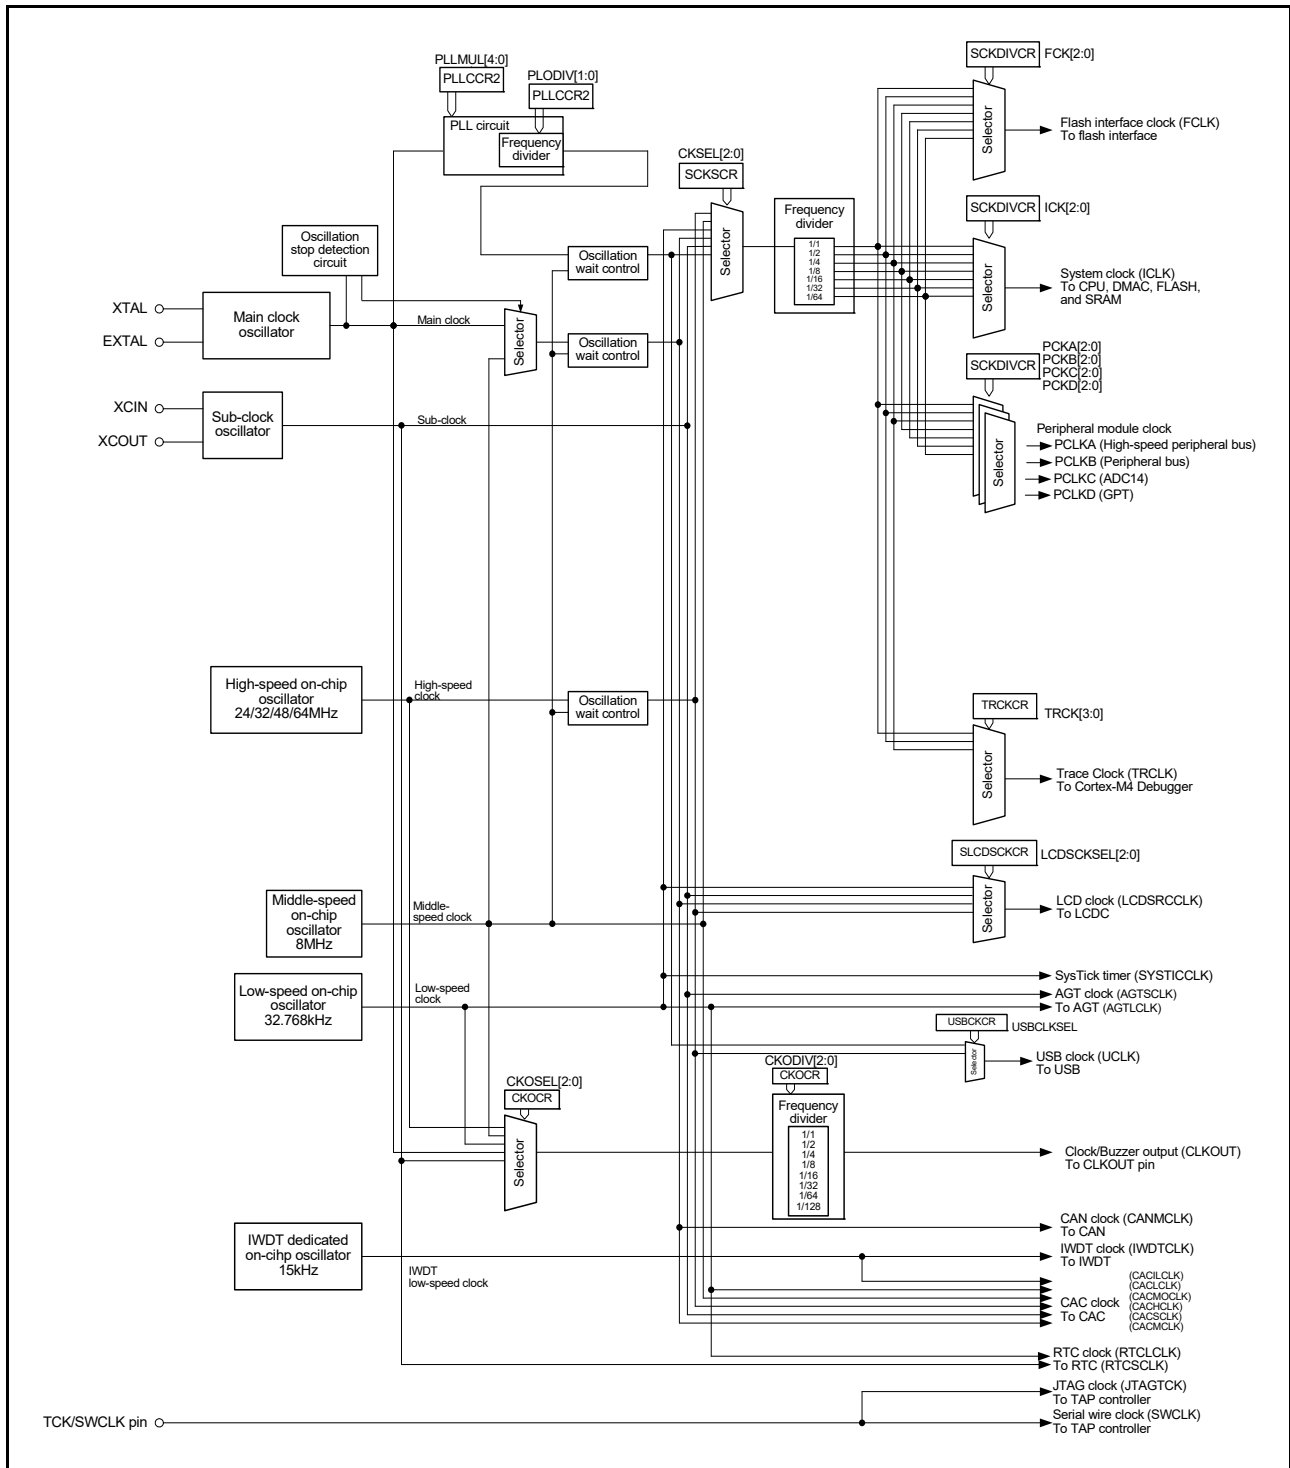 PLLMUL[4:0]
PLLCCR2
PLODIV[1:0]
PLLCCR2
PLL circuit
Frequency
divider
CKSEL[2:0]
SCKSCR
Selector
Frequency
divider
1/1
1/2
1/4
1/8
1/16
1/32
1/64
SCKDIVCR
FCK[2:0]
Selector
Flash interface clock (FCLK)
To flash interface
SCKDIVCR
ICK[2:0]
Selector
System clock (ICLK)
To CPU, DMAC, FLASH,
and SRAM
Oscillation
stop detection
circuit
Oscillation
wait control
XTAL
EXTAL
Main clock
oscillator
Main clock
Selector
Oscillation
wait control
SCKDIVCR
PCKA[2:0]
PCKB[2:0]
PCKC[2:0]
PCKD[2:0]
Selector
Peripheral module clock
PCLKA (High-speed peripheral bus)
PCLKB (Peripheral bus)
PCLKC (ADC14)
PCLKD (GPT)
XCIN
XCOUT
Sub-clock
oscillator
Sub-clock
High-speed on-chip
oscillator
24/32/48/64MHz
High-speed
clock
Oscillation
wait control
TRCKCR
TRCK[3:0]
Selector
Trace Clock (TRCLK)
To Cortex-M4 Debugger
SLCDSCKCR
LCDSCKSEL[2:0]
Selector
LCD clock (LCDSRCCLK)
To LCDC
Middle-speed
on-chip
oscillator
8MHz
Middle-
speed clock
Low-speed on-chip
oscillator
32.768kHz
Low-speed
clock
SysTick timer (SYSTICCLK)
AGT clock (AGTSCLK)
To AGT (AGTLCLK)
USBCKCR
USBCLKSEL
Selector
USB clock (UCLK)
To USB
CKOSEL[2:0]
CKOCR
Selector
CKODIV[2:0]
CKOCR
Frequency
divider
1/1
1/2
1/4
1/8
1/16
1/32
1/64
1/128
Clock/Buzzer output (CLKOUT)
To CLKOUT pin
CAN clock (CANMCLK)
To CAN
IWDT dedicated
on-cihp oscillator
15kHz
IWDT
low-speed clock
IWDT clock (IWDTCLK)
To IWDT
CAC clock
To CAC
(CACILCLK)
(CACLCLK)
(CACMOCLK)
(CACHCLK)
(CACSCLK)
(CACMCLK)
RTC clock (RTCLCLK)
To RTC (RTCSCLK)
TCK/SWCLK pin
JTAG clock (JTAGTCK)
To TAP controller
Serial wire clock (SWCLK)
To TAP controller